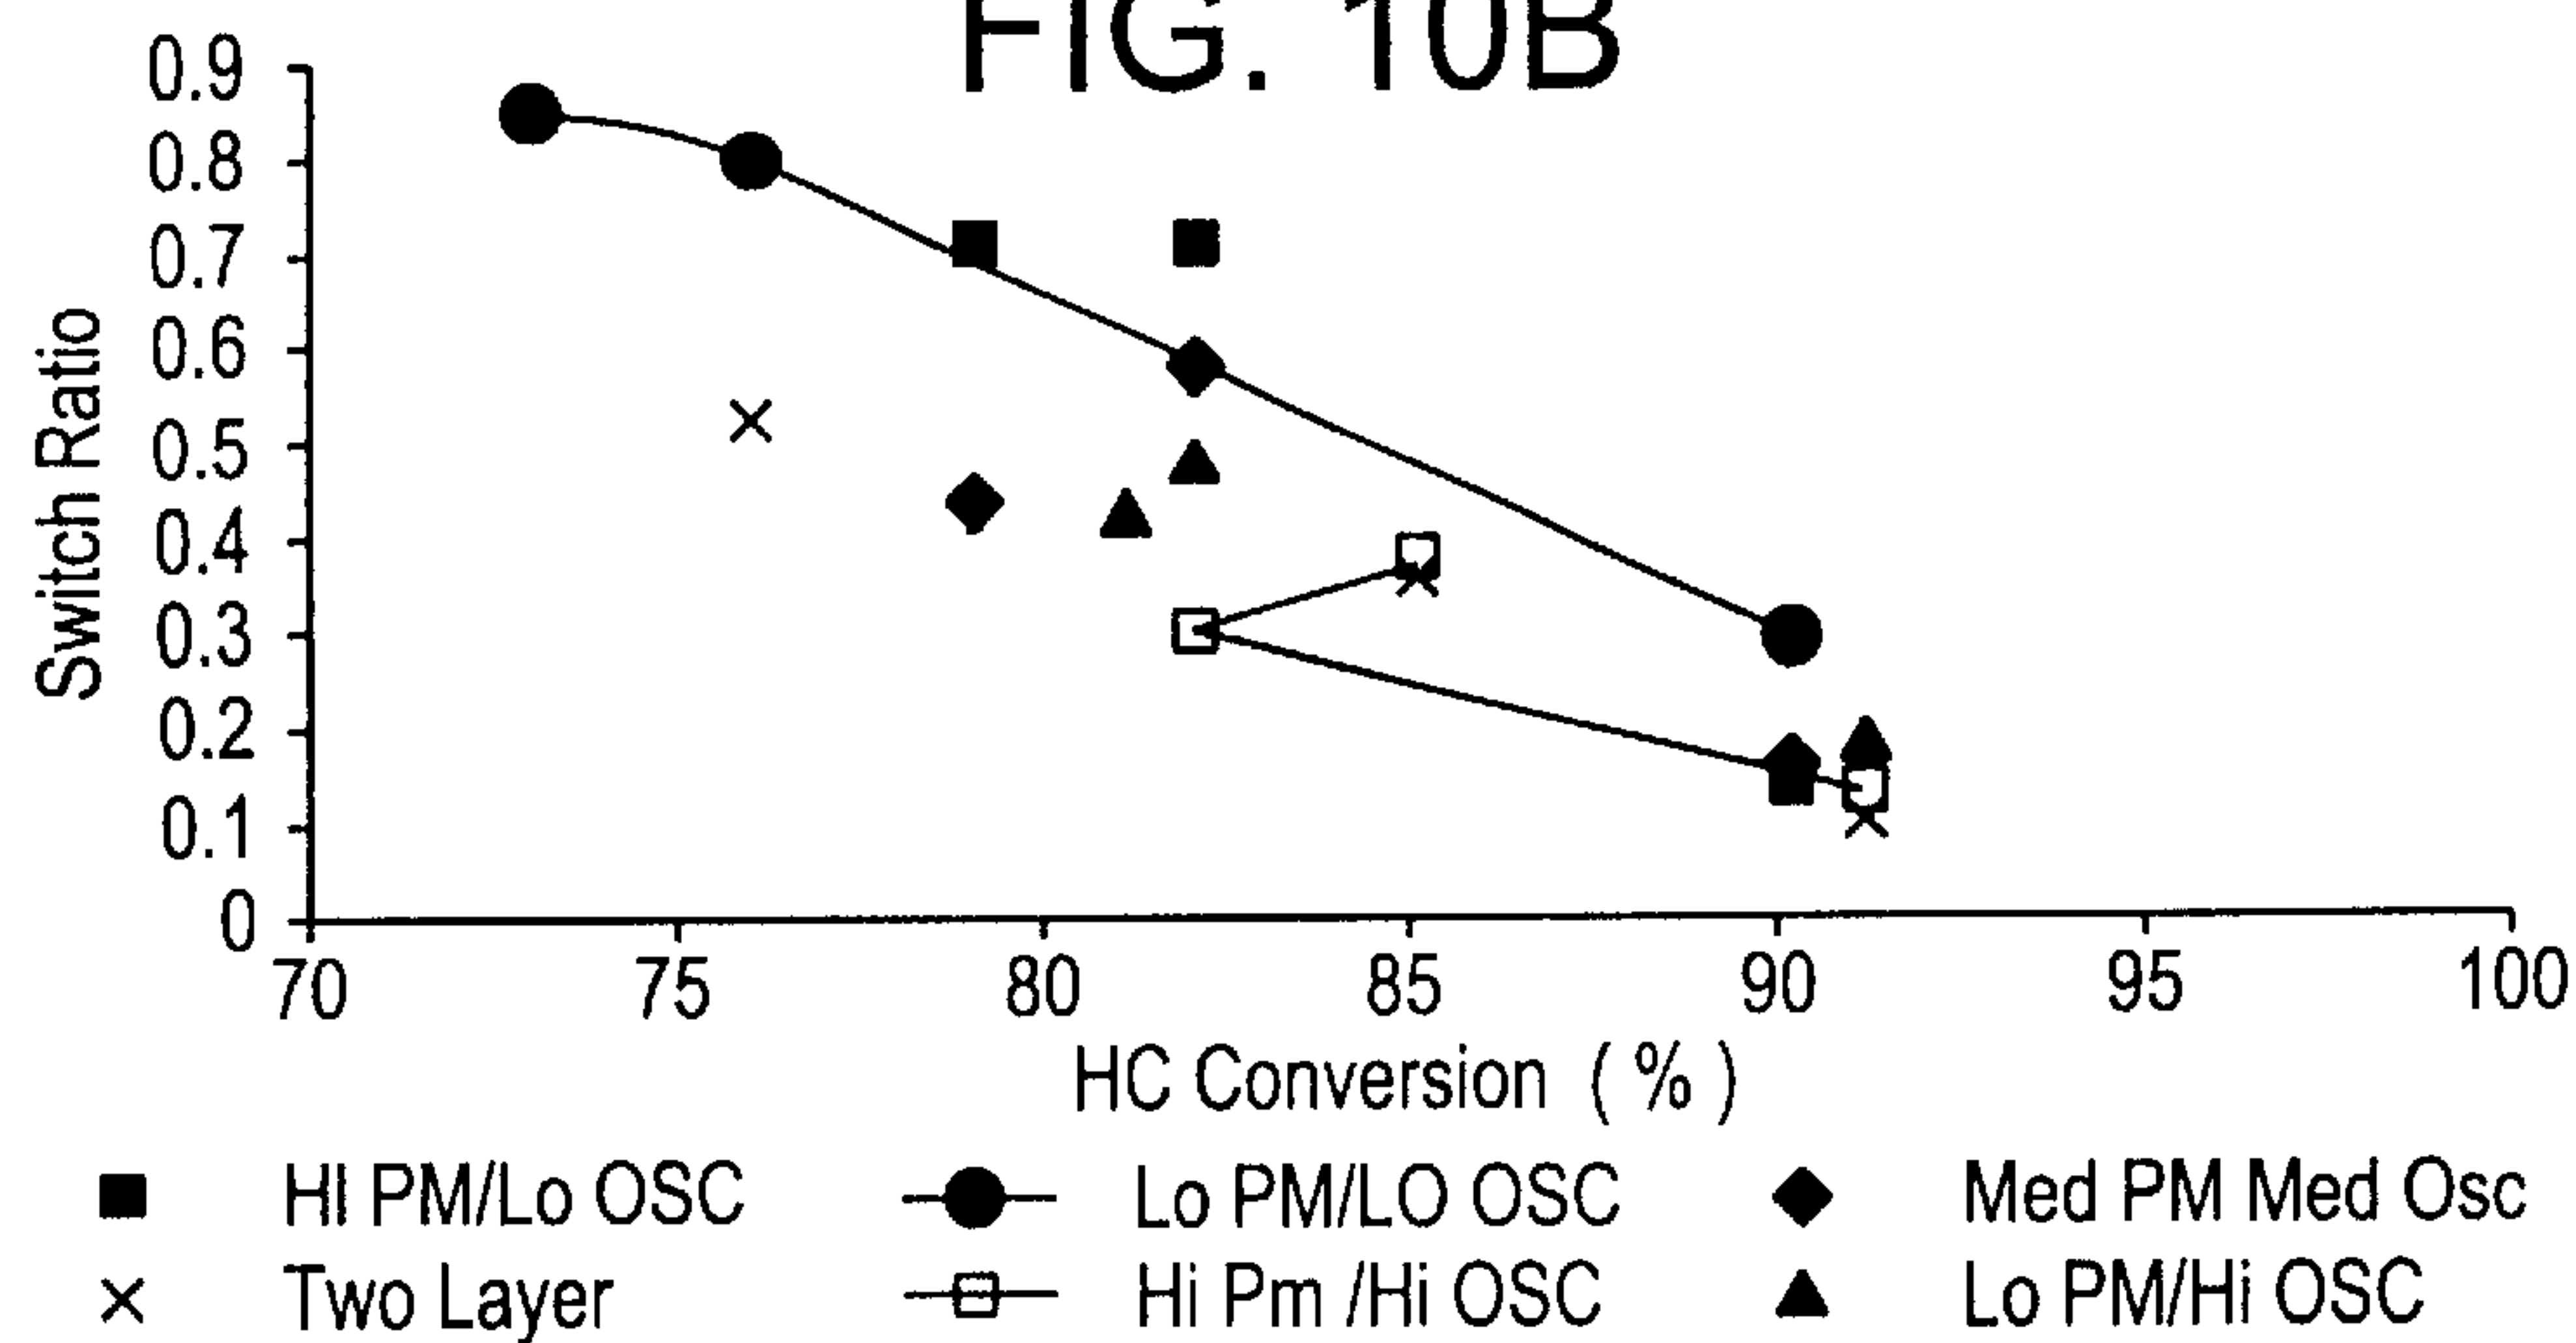 FIG. 10B
0.9
0.8
0.7
0.6
0.5
0.4
0.3
0.2
0.1
0
Switch Ratio
70 75 80 85 90 95 100
HC Conversion ( % )
HI PM/Lo OSC Lo PM/LO OSC Med PM Med Osc
Two Layer Hi Pm /Hi OSC Lo PM/Hi OSC